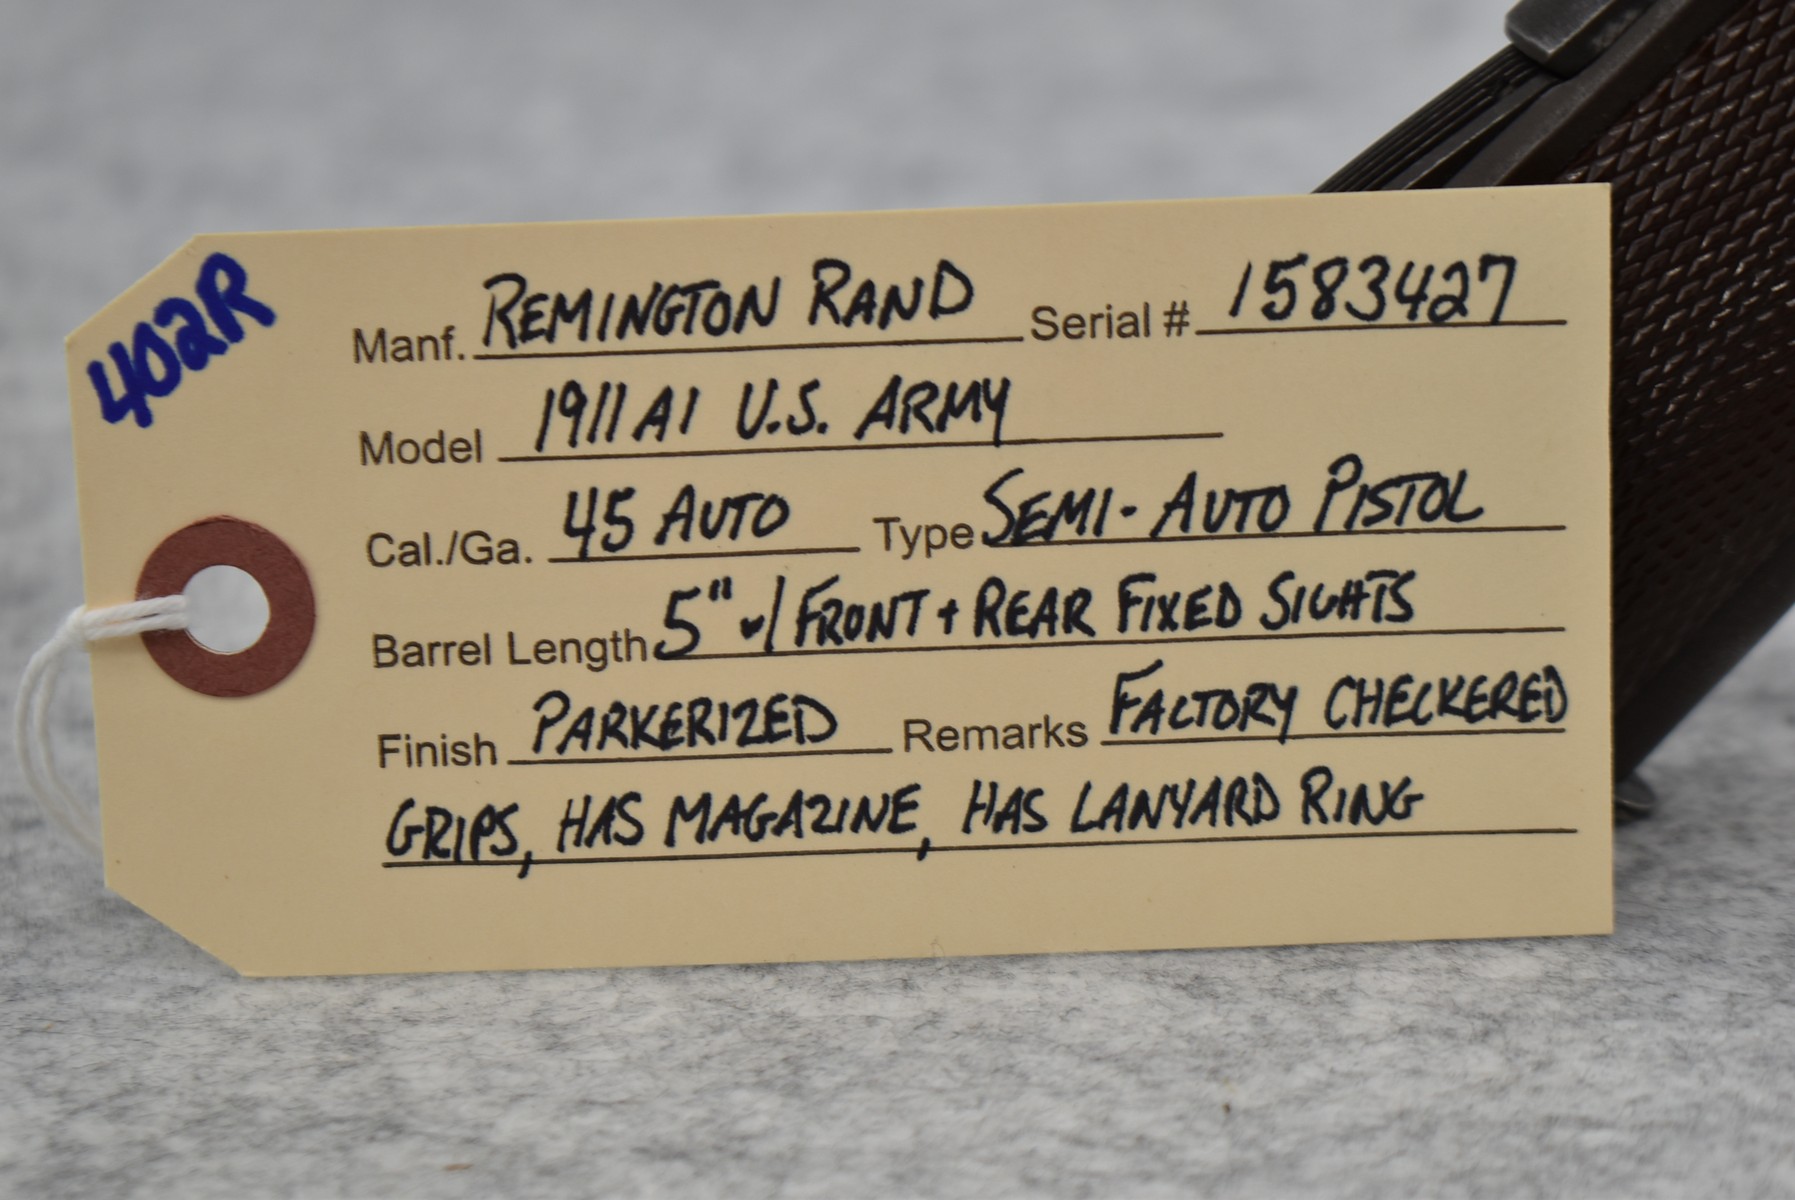 402R
Manf. REMINGTON RAND Serial # 1583427
Model 1911A1 U.S. ARMY
Cal./Ga. 45 AUTO Type SEMI-AUTO PISTOL
Barrel Length 5" w/ FRONT + REAR FIXED SIGHTS
Finish PARKERIZED Remarks FACTORY CHECKERED
GRIPS, HAS MAGAZINE, HAS LANYARD RING